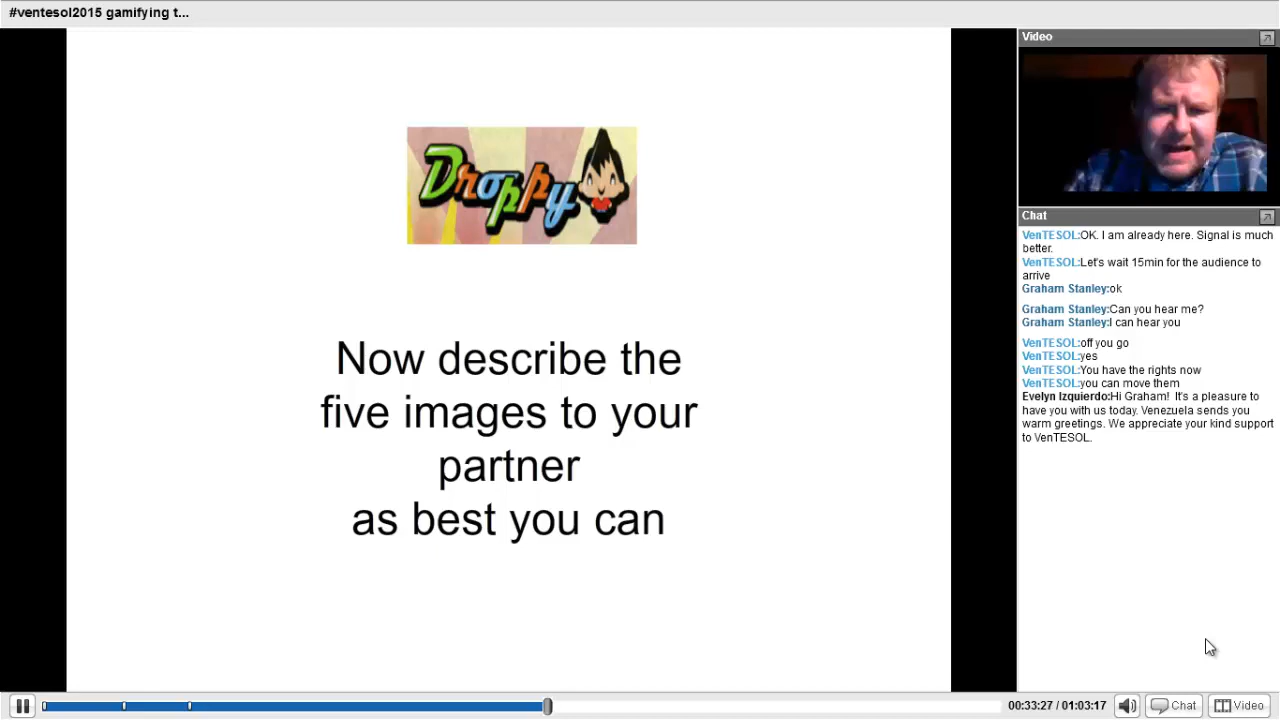 #ventesol2015 gamifying t...
Droppy
Now describe the
five images to your
partner
as best you can
Video
Chat
VenTESOL:OK. I am already here. Signal is much
better.
VenTESOL:Let's wait 15min for the audience to
arrive
Graham Stanley:ok
Graham Stanley:Can you hear me?
Graham Stanley:I can hear you
VenTESOL:off you go
VenTESOL:yes
VenTESOL:You have the rights now
VenTESOL:you can move them
Evelyn Izquierdo:Hi Graham!  It's a pleasure to
have you with us today. Venezuela sends you
warm greetings. We appreciate your kind support
to VenTESOL.
00:33:27 / 01:03:17
Chat
Video